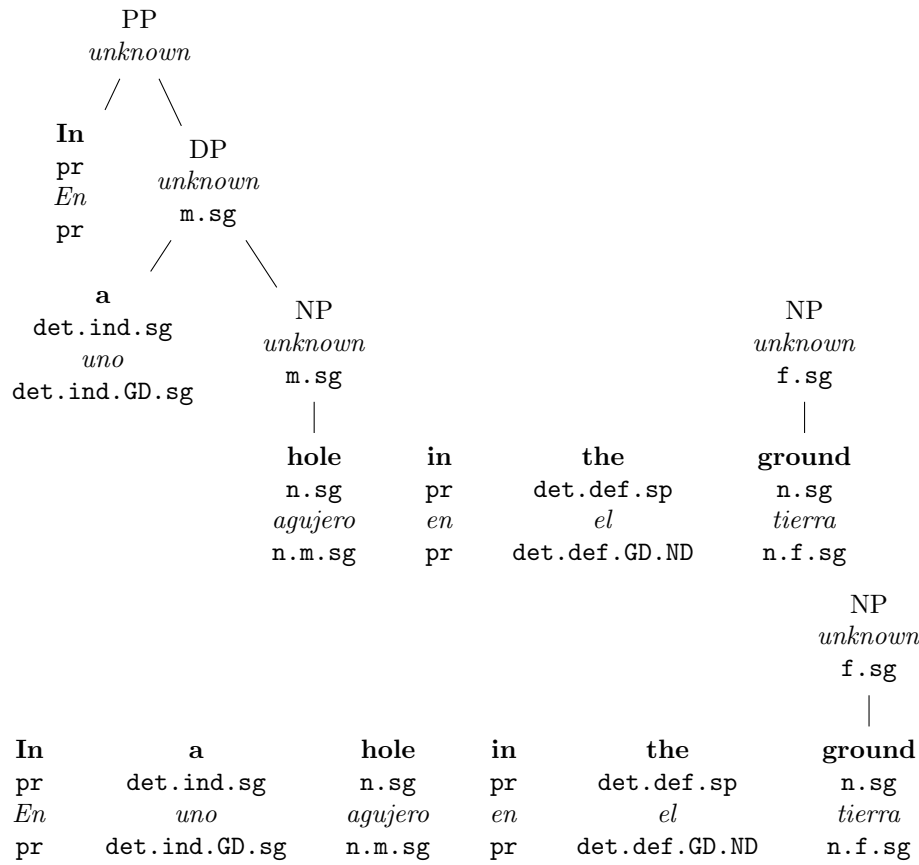 PP
unknown
In
pr
En
pr
DP
unknown
m.sg
a
det.ind.sg
uno
det.ind.GD.sg
NP
unknown
m.sg
NP
unknown
f.sg
hole in the ground
n.sg pr det.def.sp n.sg
agujero en el tierra
n.m.sg pr det.def.GD.ND n.f.sg
NP
unknown
f.sg
In a hole in the ground
pr det.ind.sg n.sg pr det.def.sp n.sg
En uno agujero en el tierra
pr det.ind.GD.sg n.m.sg pr det.def.GD.ND n.f.sg